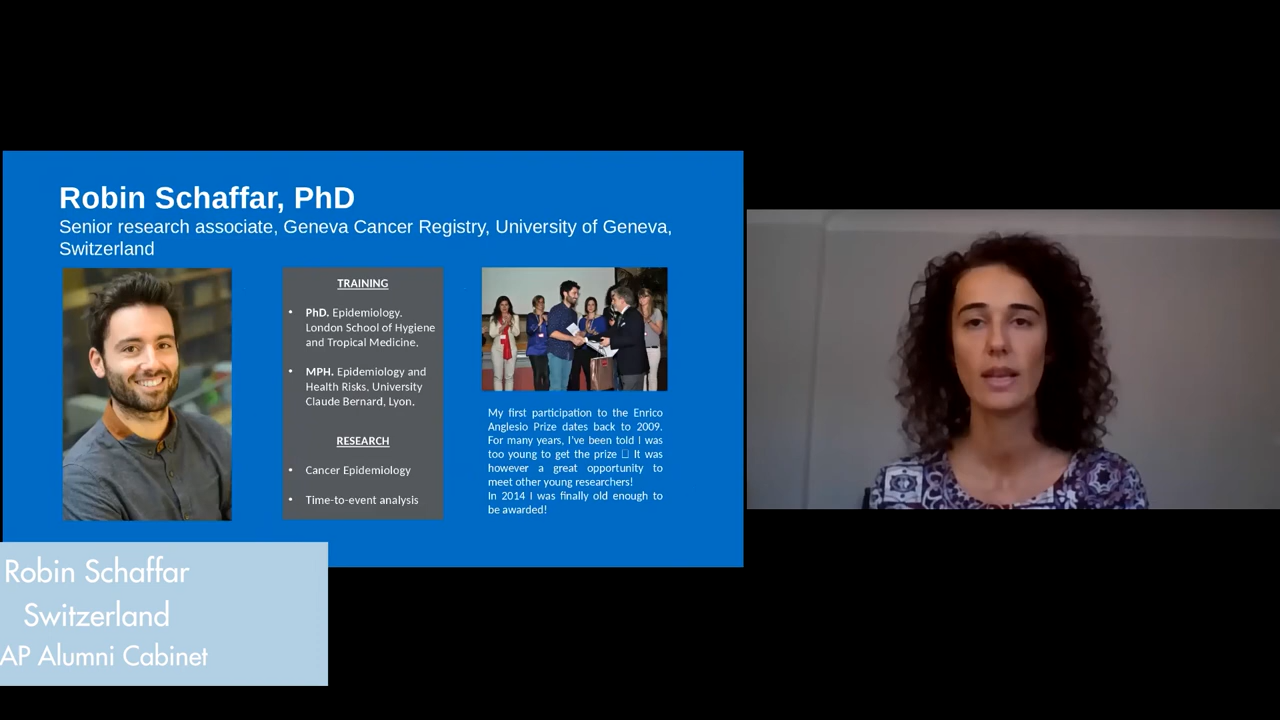 Robin Schaffar, PhD
Senior research associate, Geneva Cancer Registry, University of Geneva,
Switzerland
TRAINING
• PhD. Epidemiology.
London School of Hygiene
and Tropical Medicine.
• MPH. Epidemiology and
Health Risks, University
Claude Bernard, Lyon.
RESEARCH
• Cancer Epidemiology
• Time-to-event analysis
My first participation to the Enrico
Anglesio Prize dates back to 2009.
For many years, I've been told I was
too young to get the prize It was
however a great opportunity to
meet other young researchers!
In 2014 I was finally old enough to
be awarded!
Robin Schaffar
Switzerland
AP Alumni Cabinet